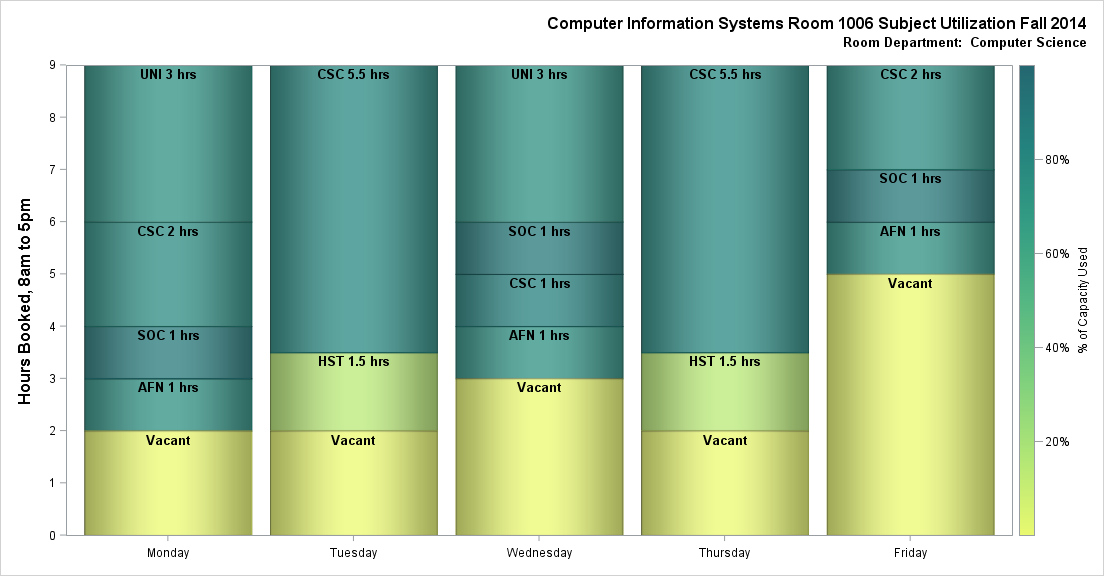 Computer Information Systems Room 1006 Subject Utilization Fall 2014
Room Department: Computer Science
Hours Booked, 8am to 5pm
9
8
7
6
5
4
3
2
1
0
UNI 3 hrs
CSC 2 hrs
SOC 1 hrs
AFN 1 hrs
Vacant
CSC 5.5 hrs
HST 1.5 hrs
Vacant
UNI 3 hrs
SOC 1 hrs
CSC 1 hrs
AFN 1 hrs
Vacant
CSC 5.5 hrs
HST 1.5 hrs
Vacant
CSC 2 hrs
SOC 1 hrs
AFN 1 hrs
Vacant
Monday
Tuesday
Wednesday
Thursday
Friday
80%
60%
40%
20%
% of Capacity Used